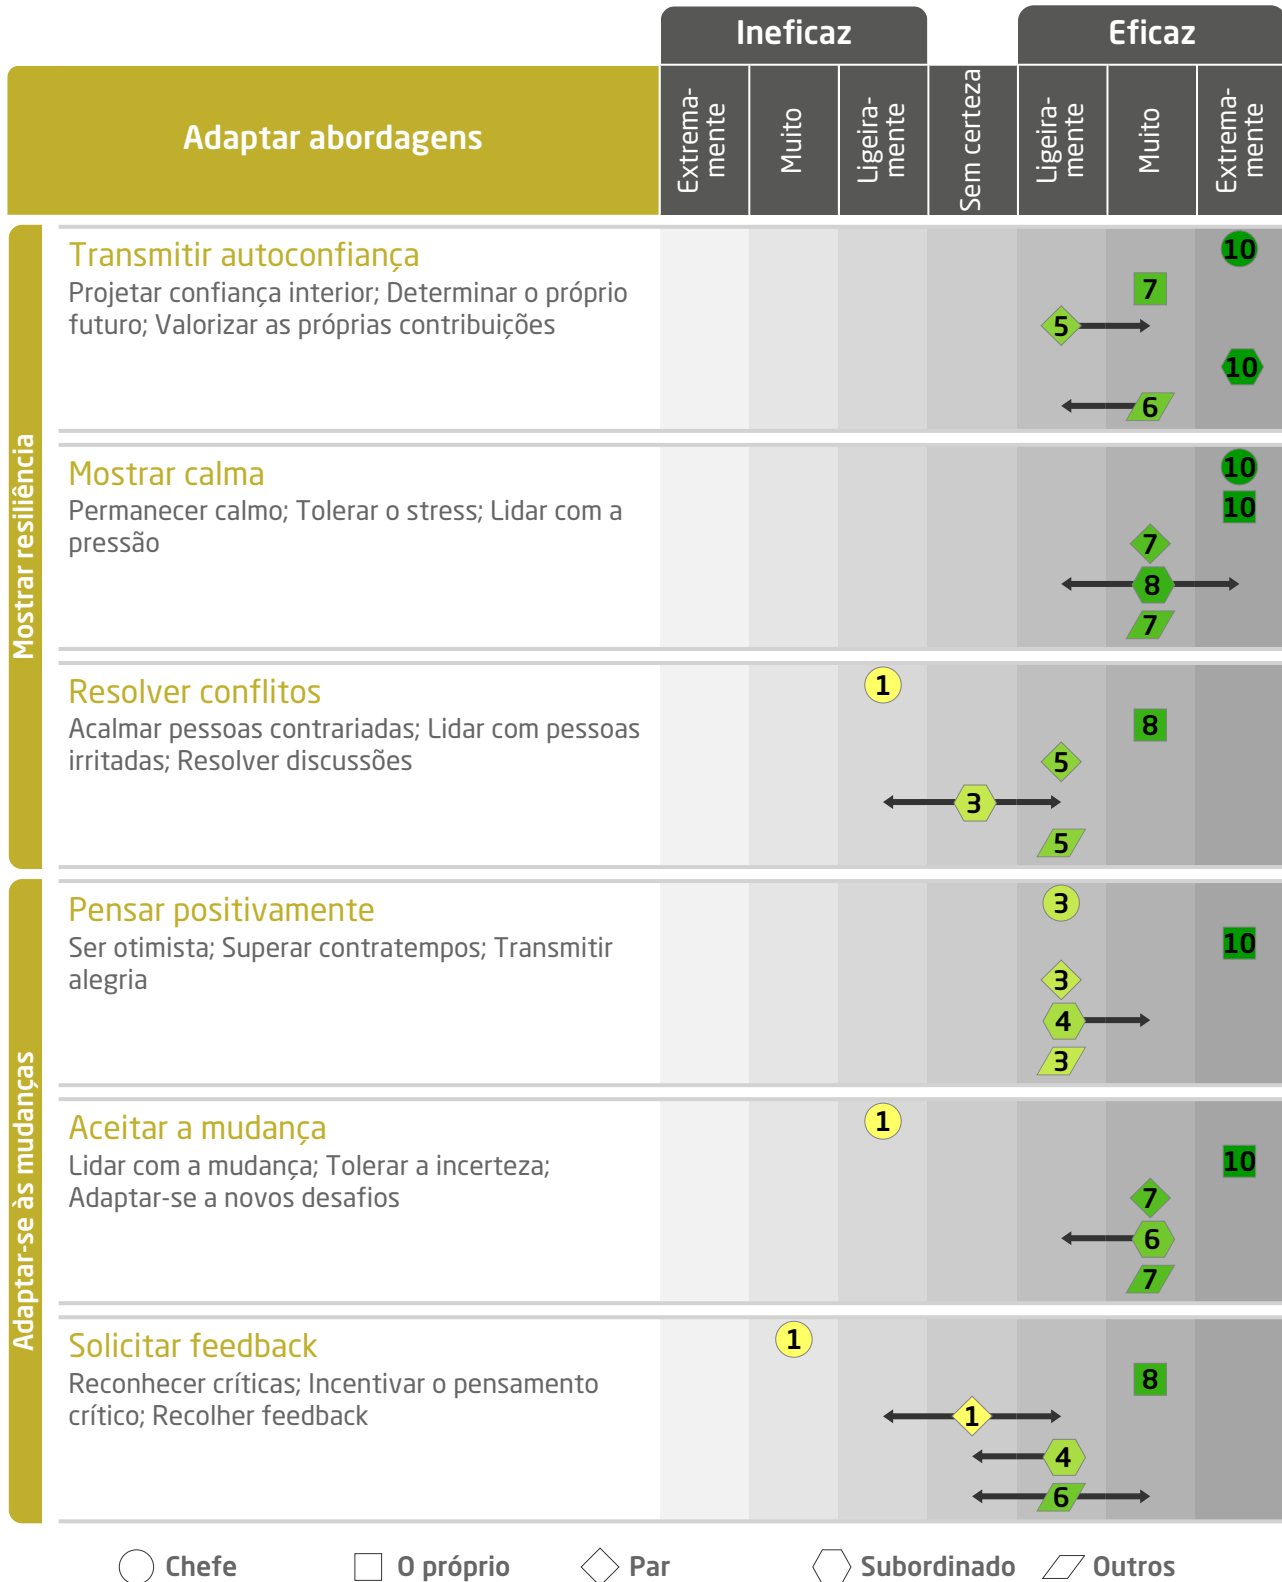 Ineficaz
Eficaz
Adaptar abordagens
Extrema-
mente
Muito
Ligeira-
mente
Sem certeza
Ligeira-
mente
Muito
Extrema-
mente
Mostrar resiliência
Transmitir autoconfiança
Projetar confiança interior; Determinar o próprio
futuro; Valorizar as próprias contribuições
10
7
5
10
6
Mostrar calma
Permanecer calmo; Tolerar o stress; Lidar com a
pressão
10
10
7
8
7
Resolver conflitos
Acalmar pessoas contrariadas; Lidar com pessoas
irritadas; Resolver discussões
1
8
5
3
5
Adaptar-se às mudanças
Pensar positivamente
Ser otimista; Superar contratempos; Transmitir
alegria
3
10
3
4
3
Aceitar a mudança
Lidar com a mudança; Tolerar a incerteza;
Adaptar-se a novos desafios
1
10
7
6
7
Solicitar feedback
Reconhecer críticas; Incentivar o pensamento
crítico; Recolher feedback
1
8
1
4
6
Chefe
O próprio
Par
Subordinado
Outros